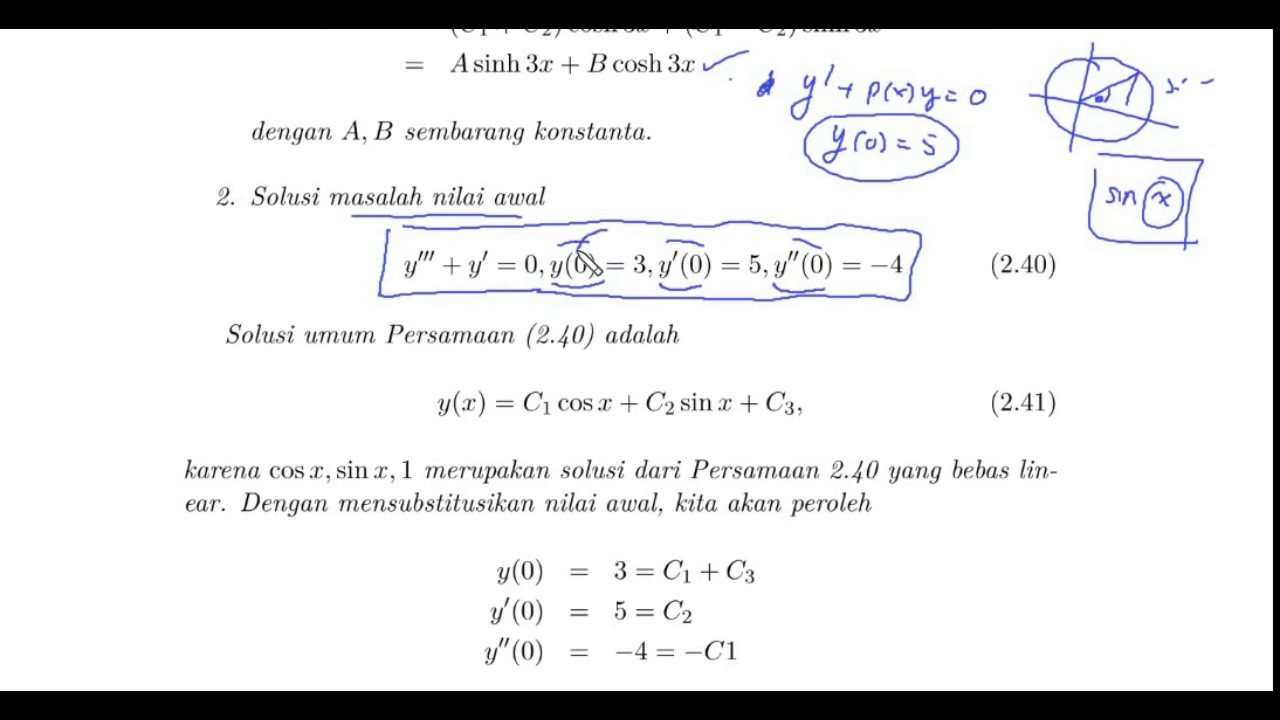 = A sinh 3x + B cosh 3x
y' + p(x) y = 0
dengan A, B sembarang konstanta.
y(0) = 5
2. Solusi masalah nilai awal
sin x
y''' + y' = 0, y(0) = 3, y'(0) = 5, y''(0) = −4 (2.40)
Solusi umum Persamaan (2.40) adalah
y(x) = C₁ cos x + C₂ sin x + C₃, (2.41)
karena cos x, sin x, 1 merupakan solusi dari Persamaan 2.40 yang bebas lin-
ear. Dengan mensubstitusikan nilai awal, kita akan peroleh
y(0) = 3 = C₁ + C₃
y'(0) = 5 = C₂
y''(0) = −4 = −C1